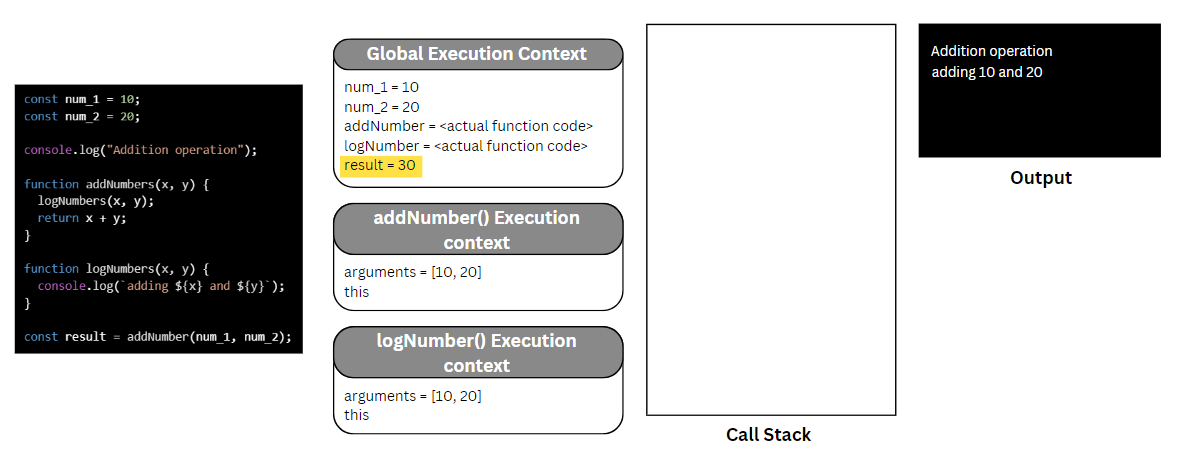 const num_1 = 10;
const num_2 = 20;
console.log("Addition operation");
function addNumbers(x, y) {
logNumbers(x, y);
return x + y;
}
function logNumbers(x, y) {
console.log(`adding ${x} and ${y}`);
}
const result = addNumber(num_1, num_2);
Global Execution Context
num_1 = 10
num_2 = 20
addNumber = <actual function code>
logNumber = <actual function code>
result = 30
addNumber() Execution
context
arguments = [10, 20]
this
logNumber() Execution
context
arguments = [10, 20]
this
Call Stack
Addition operation
adding 10 and 20
Output